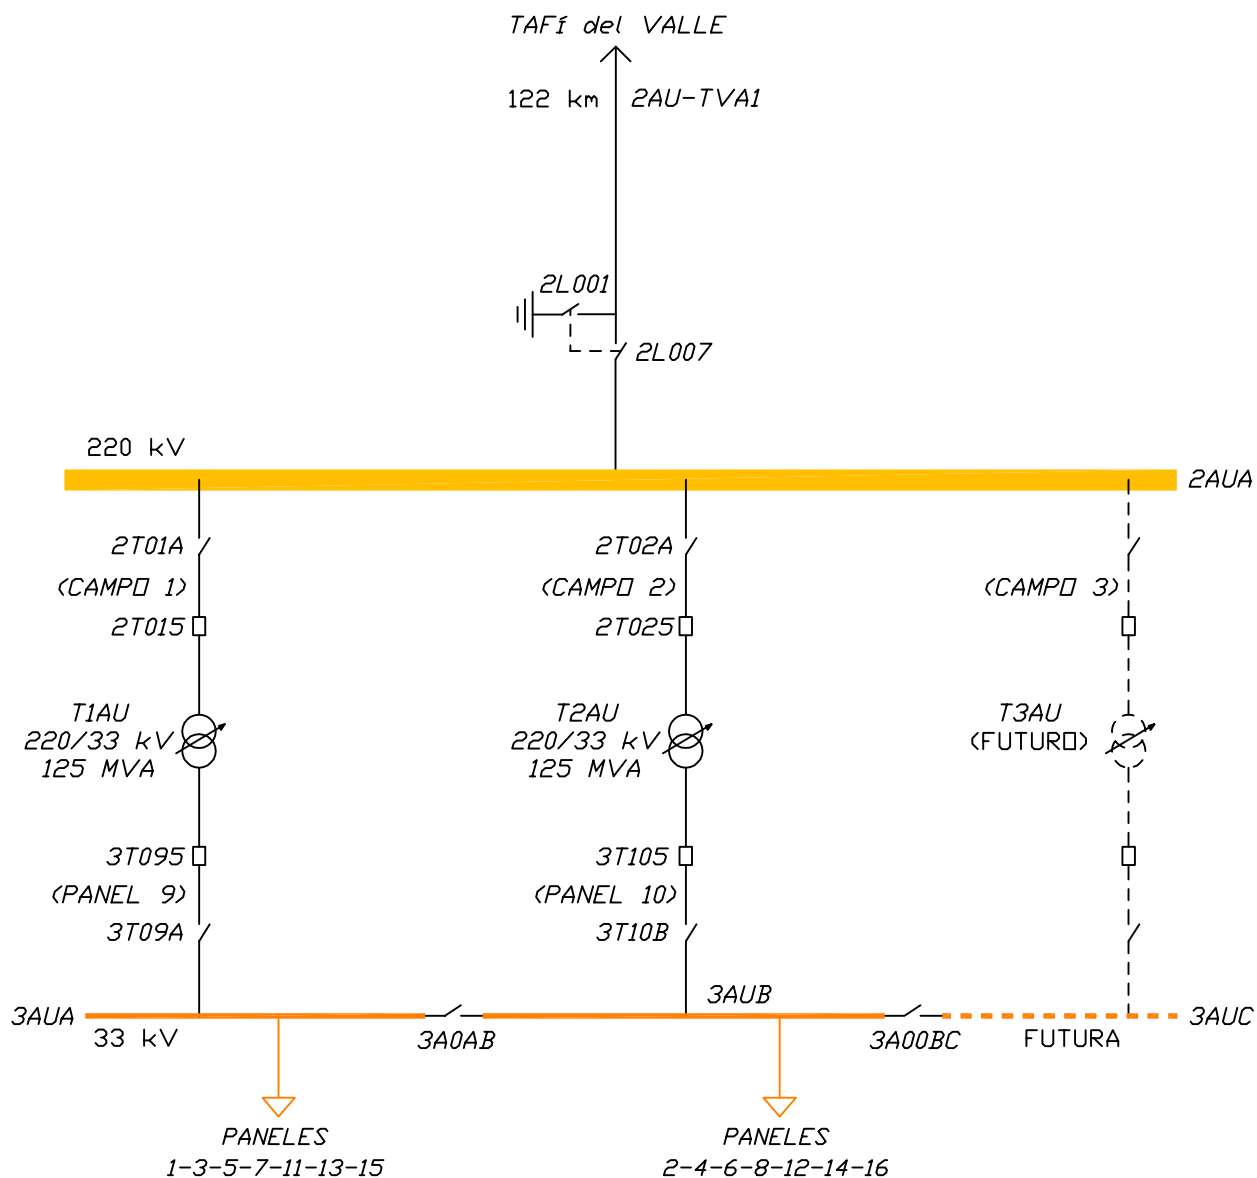 TAFÍ del VALLE
122 km 2AU-TVA1
2L001
2L007
220 kV
2AUA
2T01A
(CAMPO 1)
2T015
2T02A
(CAMPO 2)
2T025
(CAMPO 3)
T1AU
220/33 kV
125 MVA
T2AU
220/33 kV
125 MVA
T3AU
(FUTURO)
3T095
(PANEL 9)
3T09A
3T105
(PANEL 10)
3T10B
3AUA
33 kV
3A0AB
3AUB
3A00BC
3AUC
FUTURA
PANELES
1-3-5-7-11-13-15
PANELES
2-4-6-8-12-14-16